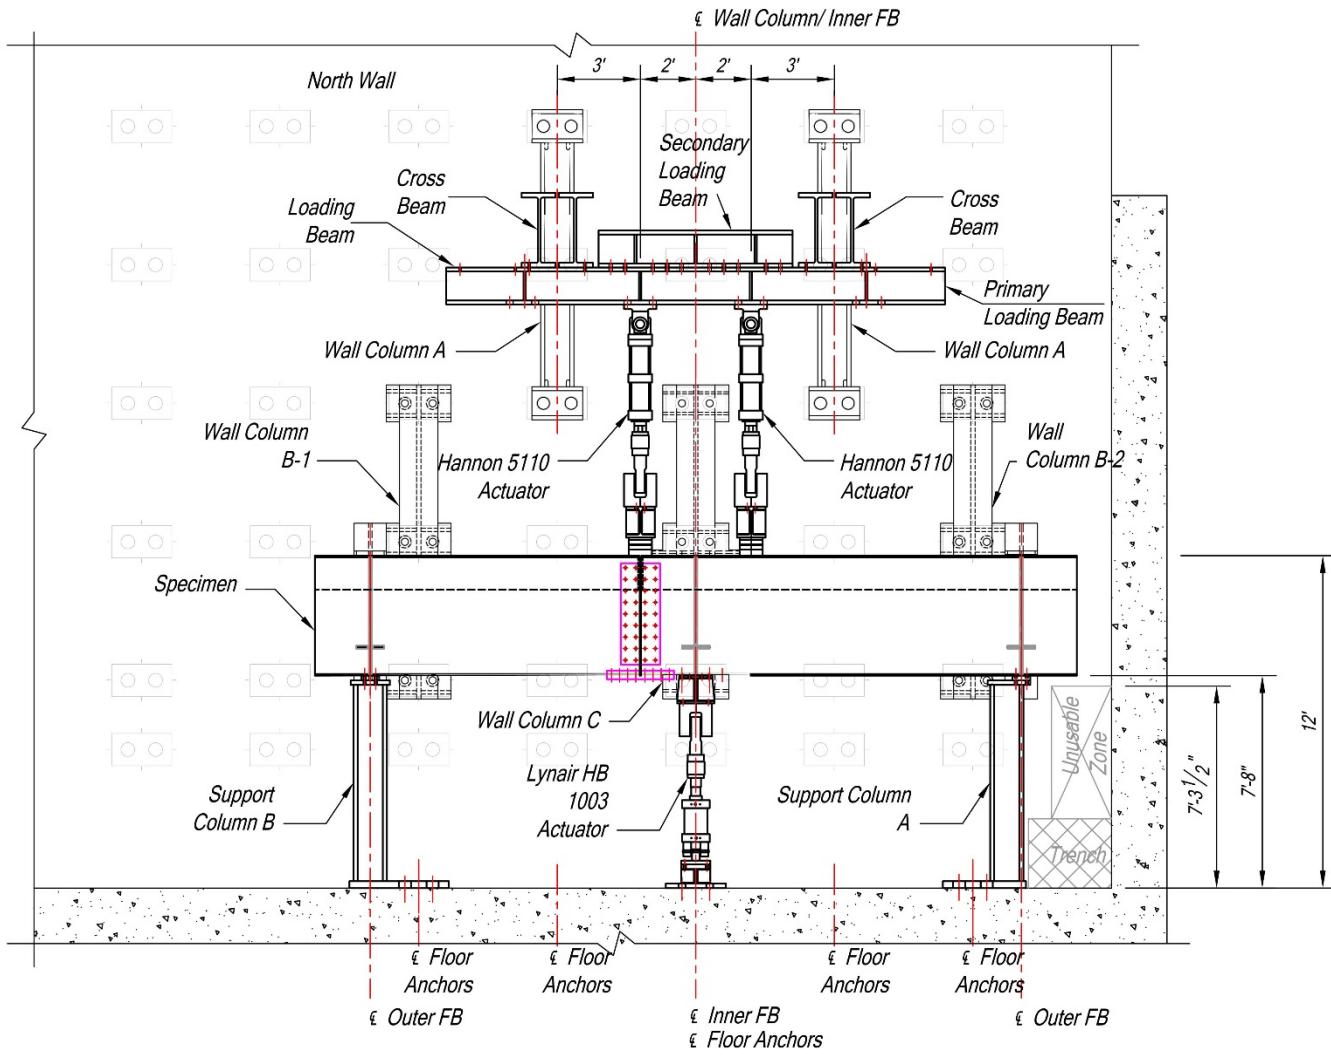 ℄ Wall Column/ Inner FB
3' 2' 2' 3'
North Wall
Secondary
Loading
Beam
Cross
Beam
Loading
Beam
Cross
Beam
Primary
Loading Beam
Wall Column A
Wall Column A
Wall Column
B-1
Hannon 5110
Actuator
Hannon 5110
Actuator
Wall
Column B-2
Specimen
Wall Column C
Lynair HB
1003
Actuator
Support
Column B
Support Column
A
Unusable
Zone
Trench
7'-3 1/2"
7'-8"
12'
℄ Floor
Anchors
℄ Floor
Anchors
℄ Floor
Anchors
℄ Floor
Anchors
℄ Outer FB
℄ Inner FB
℄ Floor Anchors
℄ Outer FB